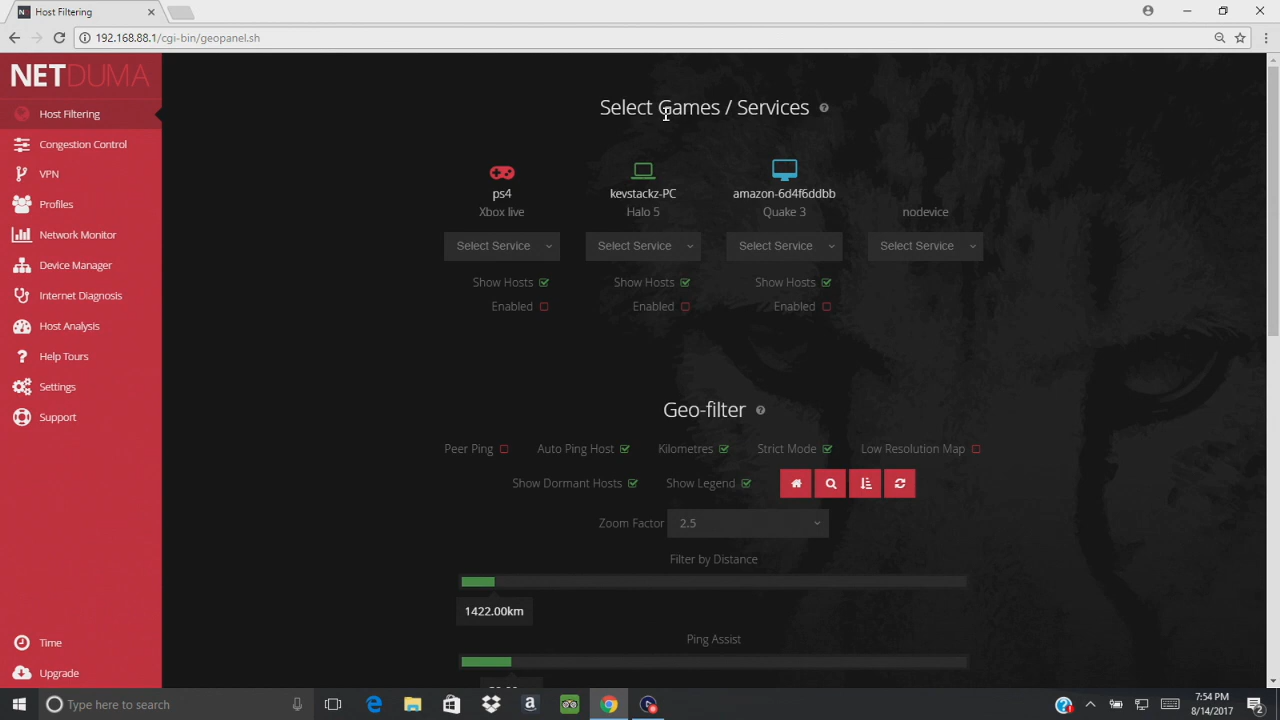 Host Filtering
192.168.88.1/cgi-bin/geopanel.sh
NETDUMA
Host Filtering
Congestion Control
VPN
Profiles
Network Monitor
Device Manager
Internet Diagnosis
Host Analysis
Help Tours
Settings
Support
Time
Upgrade
Select Games / Services
ps4 kevstackz-PC amazon-6d4f6ddbb
Xbox live Halo 5 Quake 3 nodevice
Select Service Select Service Select Service Select Service
Show Hosts Show Hosts Show Hosts
Enabled Enabled Enabled
Geo-filter
Peer Ping Auto Ping Host Kilometres Strict Mode Low Resolution Map
Show Dormant Hosts Show Legend
Zoom Factor 2.5
Filter by Distance
1422.00km
Ping Assist
Type here to search
7:54 PM
8/14/2017